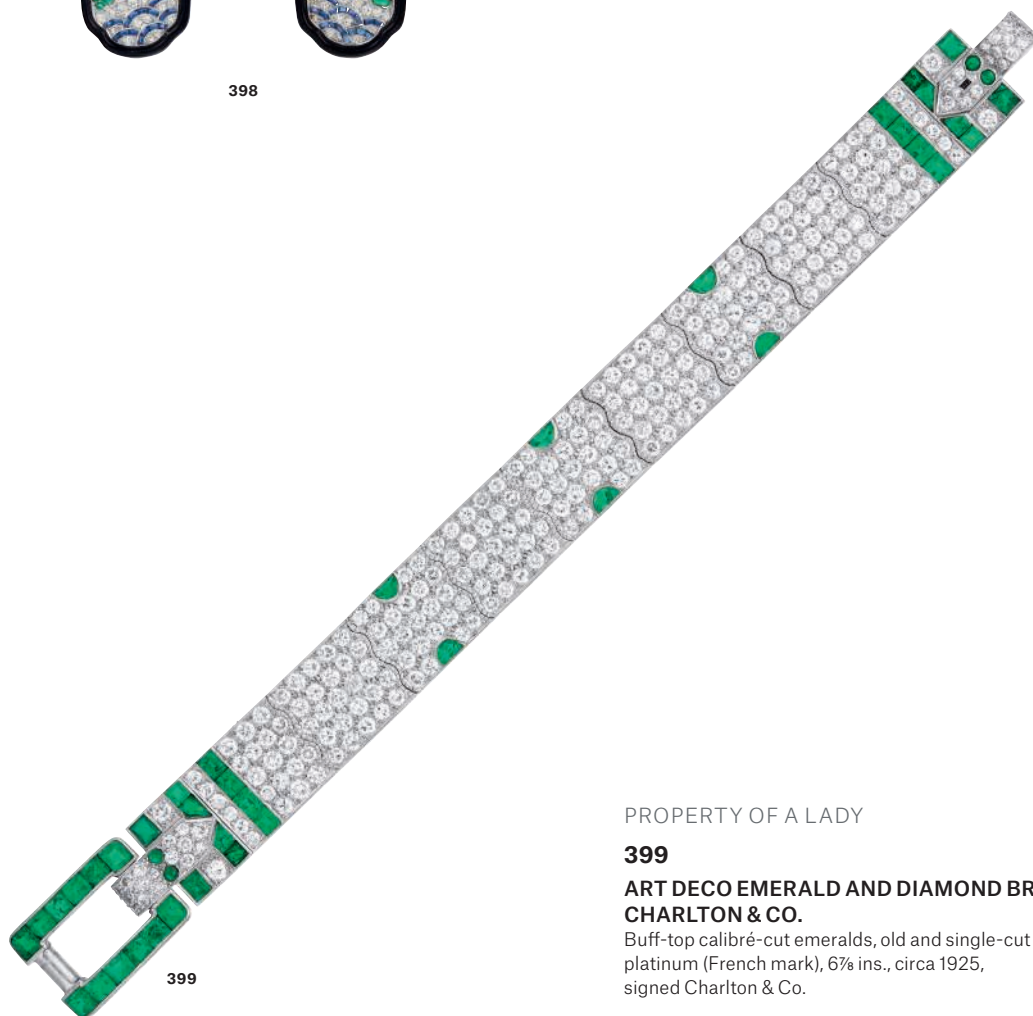 398
399
PROPERTY OF A LADY
399
ART DECO EMERALD AND DIAMOND BR
CHARLTON & CO.
Buff-top calibré-cut emeralds, old and single-cut
platinum (French mark), 6⅞ ins., circa 1925,
signed Charlton & Co.